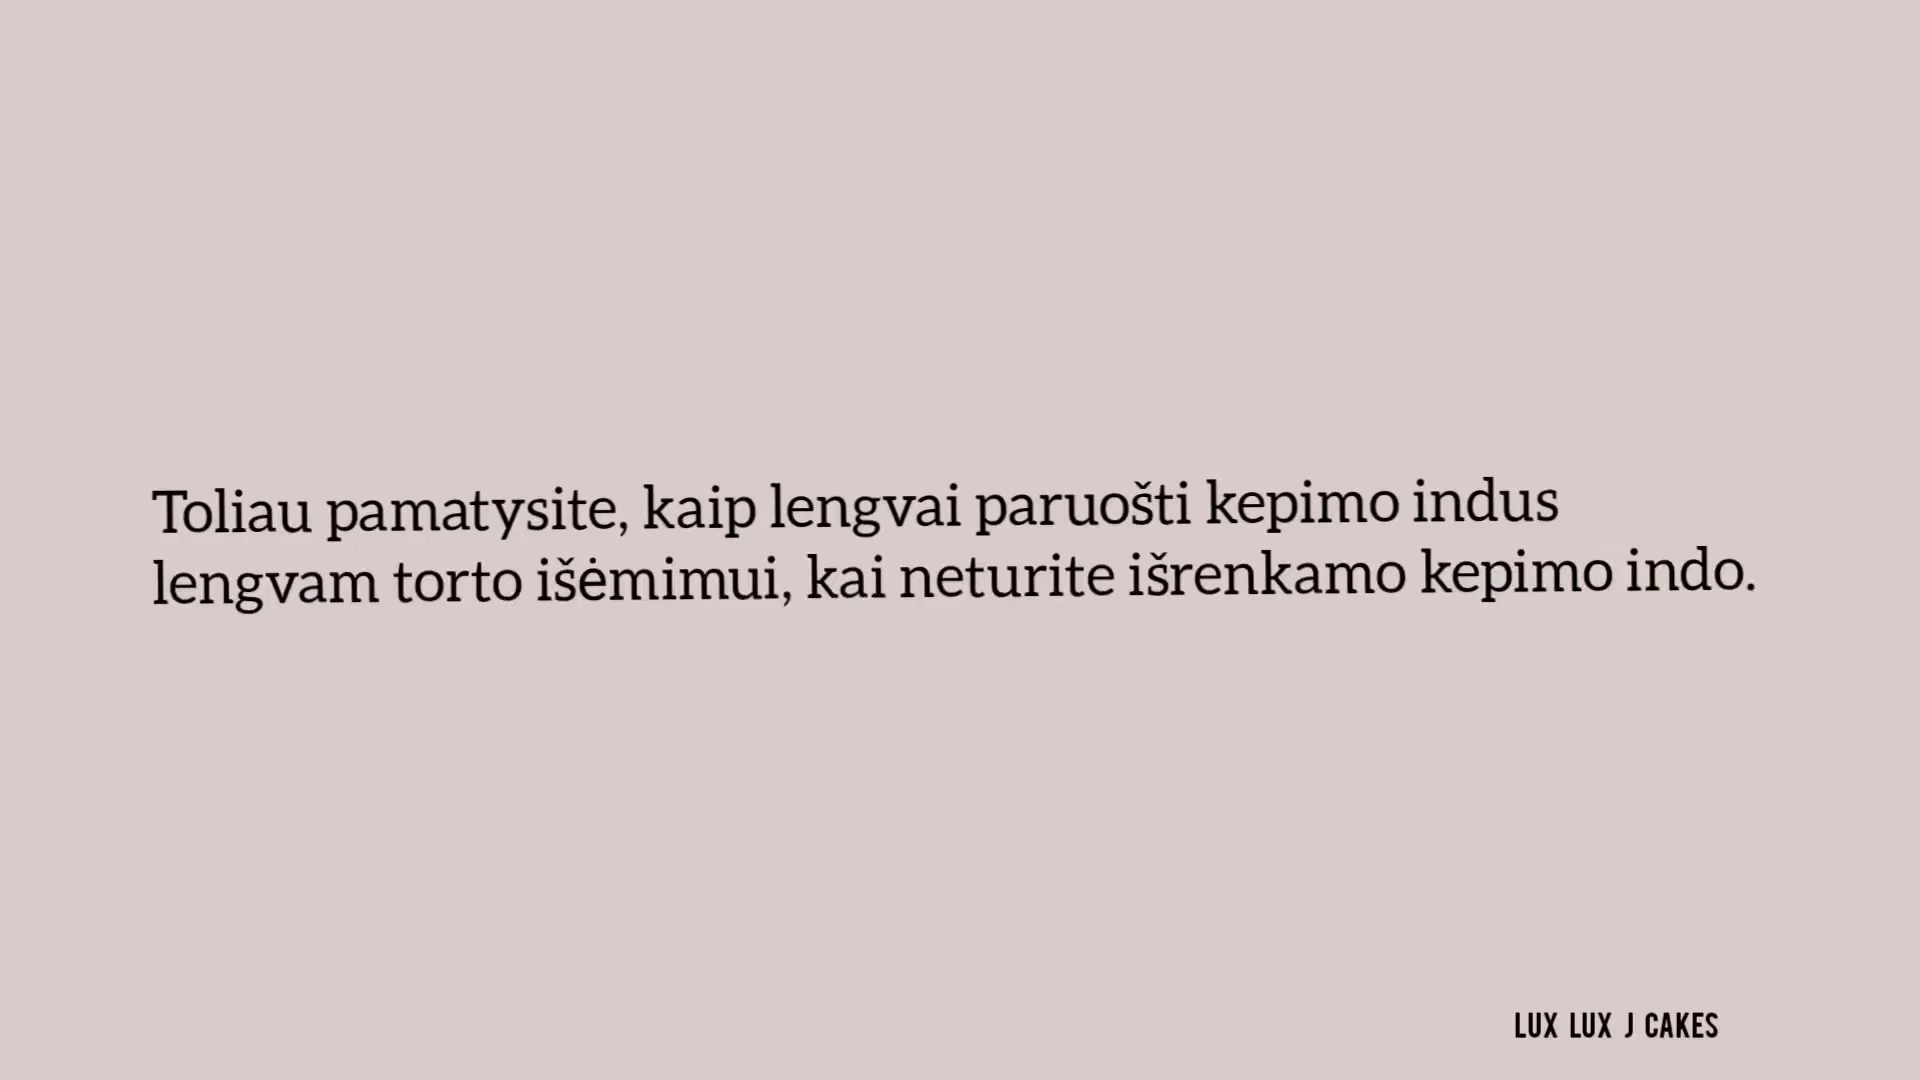 Toliau pamatysite, kaip lengvai paruošti kepimo indus
lengvam torto išėmimui, kai neturite išrenkamo kepimo indo.
LUX LUX J CAKES